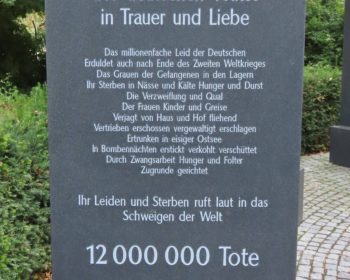 in Trauer und Liebe
Das millionenfache Leid der Deutschen
Erduldet auch nach Ende des Zweiten Weltkrieges
Das Grauen der Gefangenen in den Lagern
Ihr Sterben in Nässe und Kälte Hunger und Durst
Die Verzweiflung und Qual
Der Frauen Kinder und Greise
Verjagt von Haus und Hof fliehend
Vertrieben erschossen vergewaltigt erschlagen
Ertrunken in eisiger Ostsee
In Bombennächten erstickt verkohlt verschüttet
Durch Zwangsarbeit Hunger und Folter
Zugrunde gerichtet
Ihr Leiden und Sterben ruft laut in das
Schweigen der Welt
12 000 000 Tote